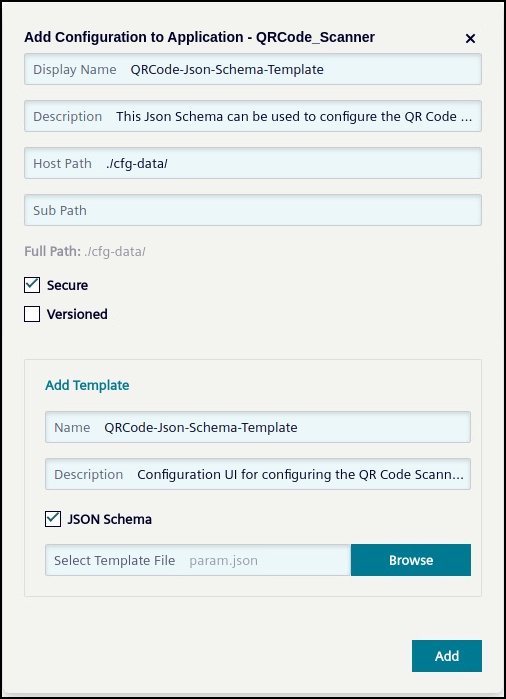 Add Configuration to Application - QRCode_Scanner
Display Name QRCode-Json-Schema-Template
Description This Json Schema can be used to configure the QR Code ...
Host Path ./cfg-data/
Sub Path
Full Path: ./cfg-data/
Secure
Versioned
Add Template
Name QRCode-Json-Schema-Template
Description Configuration UI for configuring the QR Code Scann...
JSON Schema
Select Template File param.json Browse
Add